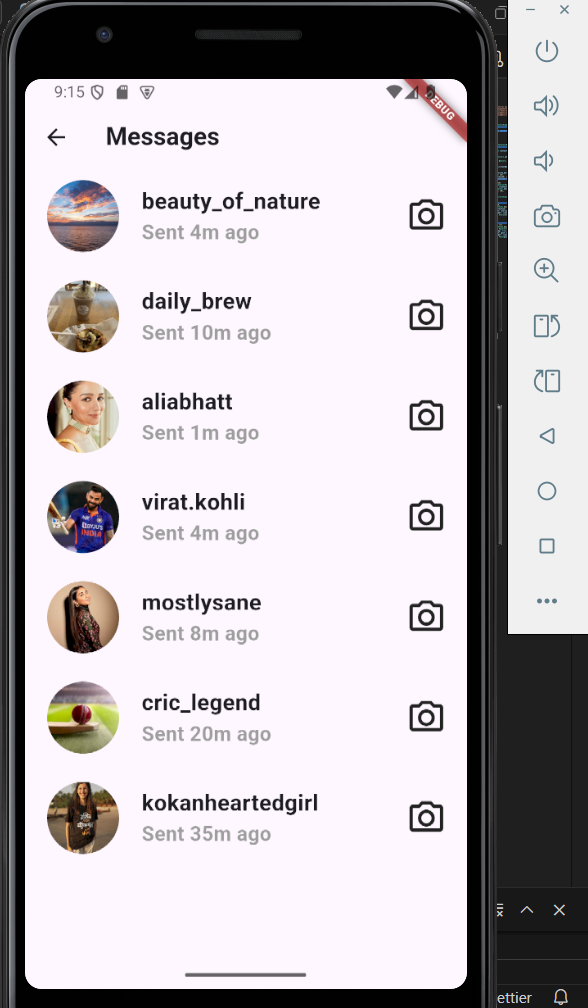 9:15
DEBUG
Messages
beauty_of_nature
Sent 4m ago
daily_brew
Sent 10m ago
aliabhatt
Sent 1m ago
virat.kohli
Sent 4m ago
INDIA
mostlysane
Sent 8m ago
cric_legend
Sent 20m ago
kokanheartedgirl
Sent 35m ago
ettier